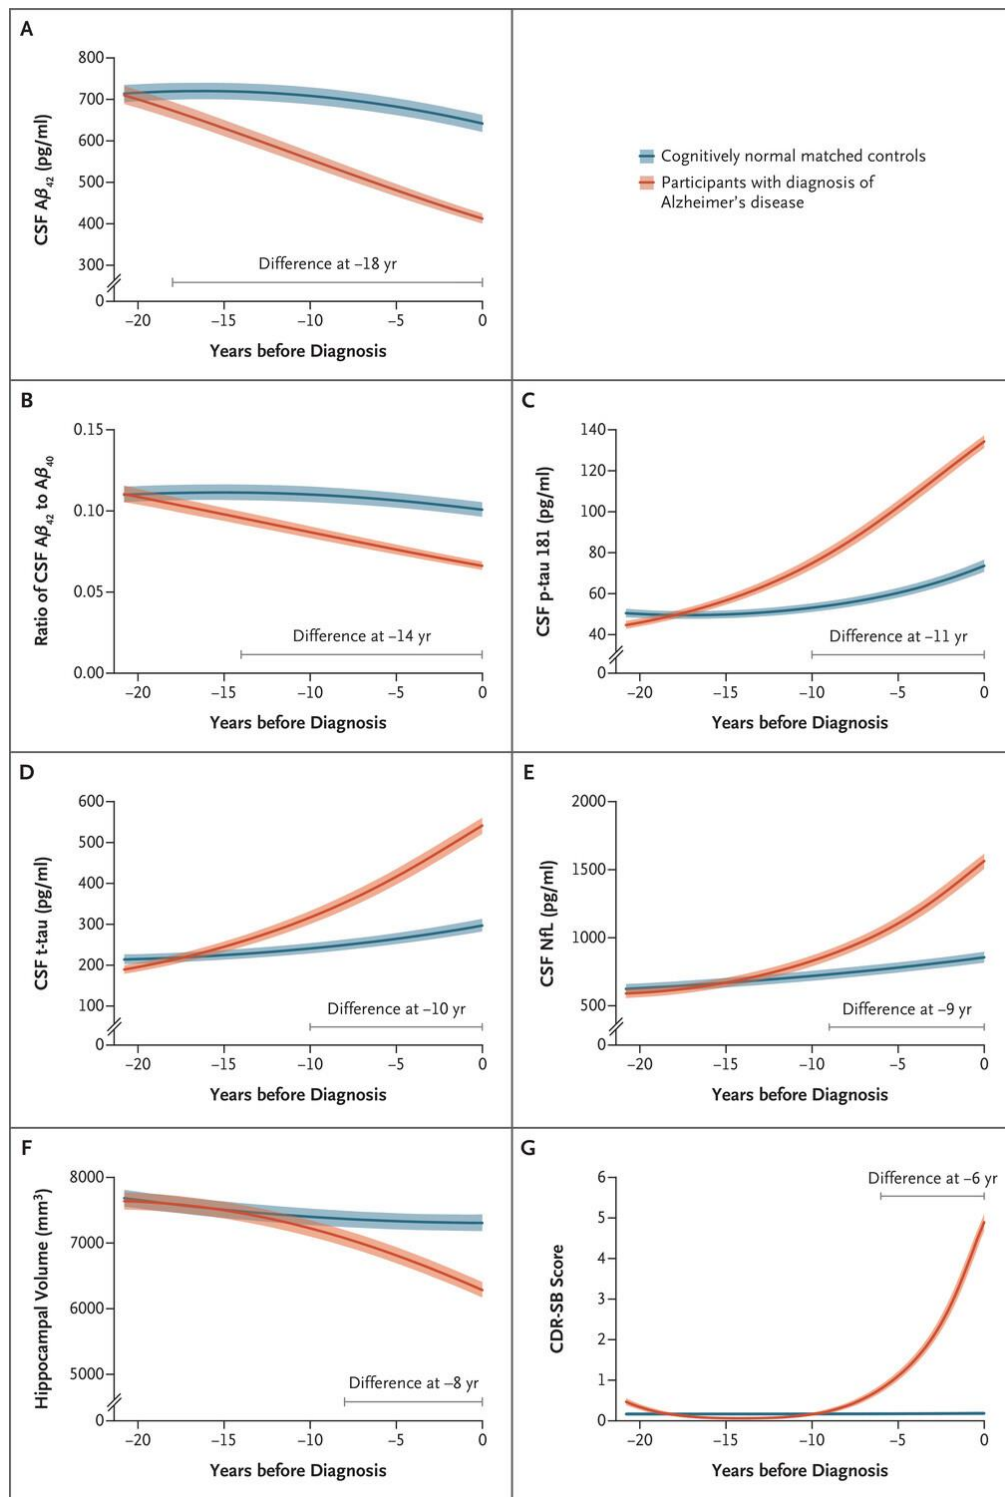 A
CSF Aβ42 (pg/ml)
800
700
600
500
400
300
0
Difference at –18 yr
–20
–15
–10
–5
0
Years before Diagnosis
Cognitively normal matched controls
Participants with diagnosis of
Alzheimer's disease
B
Ratio of CSF Aβ42 to Aβ40
0.15
0.10
0.05
0.00
Difference at –14 yr
–20
–15
–10
–5
0
Years before Diagnosis
C
CSF p-tau 181 (pg/ml)
140
120
100
80
60
40
0
Difference at –11 yr
–20
–15
–10
–5
0
Years before Diagnosis
D
CSF t-tau (pg/ml)
600
500
400
300
200
100
0
Difference at –10 yr
–20
–15
–10
–5
0
Years before Diagnosis
E
CSF NfL (pg/ml)
2000
1500
1000
500
0
Difference at –9 yr
–20
–15
–10
–5
0
Years before Diagnosis
F
Hippocampal Volume (mm³)
8000
7000
6000
5000
0
Difference at –8 yr
–20
–15
–10
–5
0
Years before Diagnosis
G
CDR-SB Score
6
5
4
3
2
1
0
Difference at –6 yr
–20
–15
–10
–5
0
Years before Diagnosis